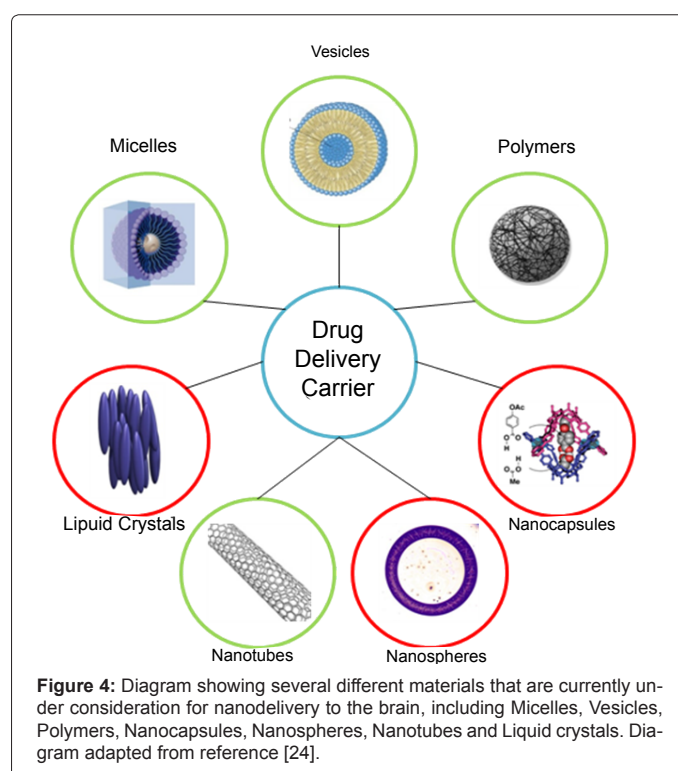 Vesicles
Micelles
Polymers
Drug
Delivery
Carrier
OAc
O
O
H
H
O
O
Me
Lipuid Crystals
Nanocapsules
Nanotubes
Nanospheres
Figure 4: Diagram showing several different materials that are currently un-
der consideration for nanodelivery to the brain, including Micelles, Vesicles,
Polymers, Nanocapsules, Nanospheres, Nanotubes and Liquid crystals. Dia-
gram adapted from reference [24].